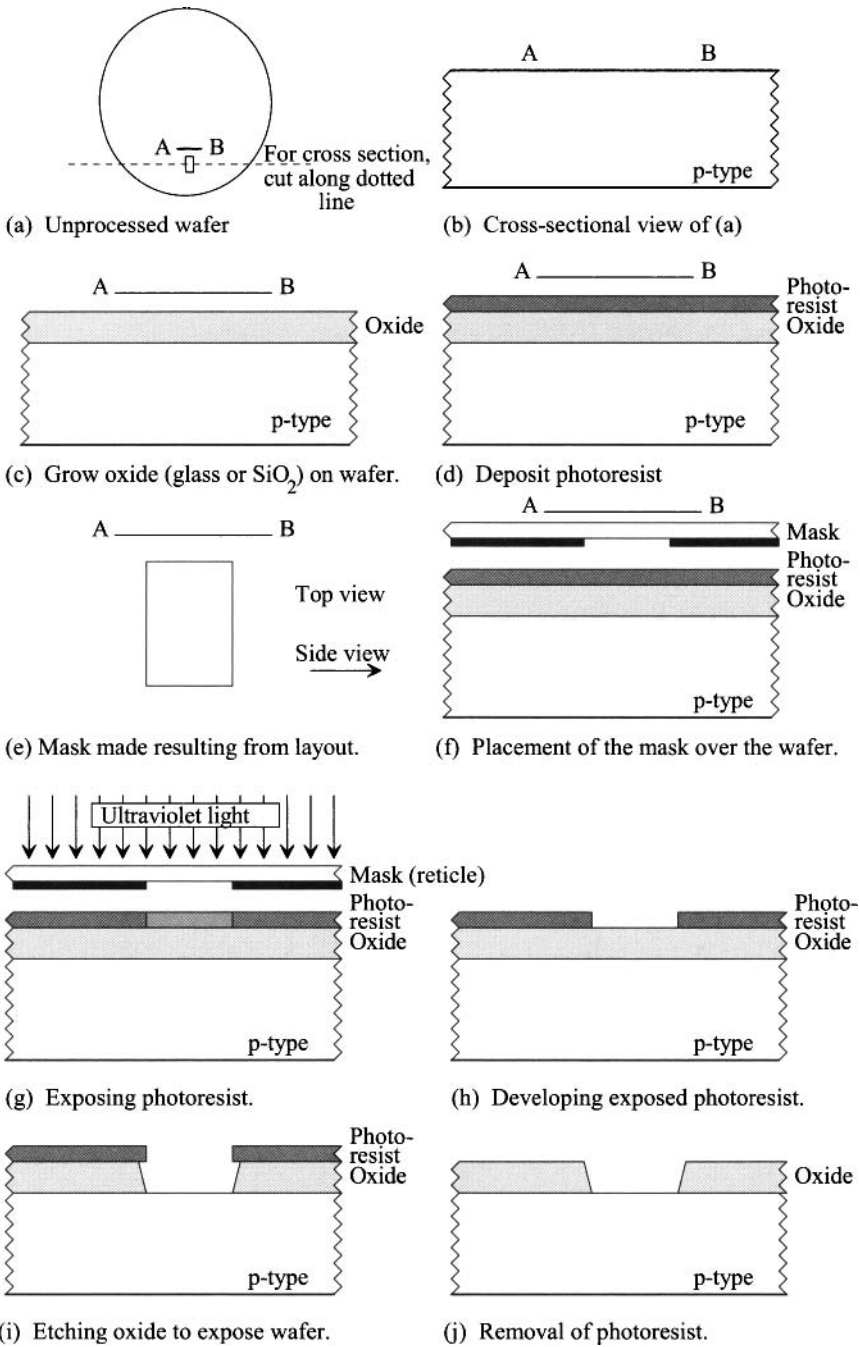 A B
For cross section,
cut along dotted
line
(a) Unprocessed wafer
A B
p-type
(b) Cross-sectional view of (a)
A B
Oxide
p-type
(c) Grow oxide (glass or SiO₂) on wafer.
A B
Photo-
resist
Oxide
p-type
(d) Deposit photoresist
A B
Top view
Side view
(e) Mask made resulting from layout.
A B
Mask
Photo-
resist
Oxide
p-type
(f) Placement of the mask over the wafer.
Ultraviolet light
Mask (reticle)
Photo-
resist
Oxide
p-type
(g) Exposing photoresist.
Photo-
resist
Oxide
p-type
(h) Developing exposed photoresist.
Photo-
resist
Oxide
p-type
(i) Etching oxide to expose wafer.
Oxide
p-type
(j) Removal of photoresist.